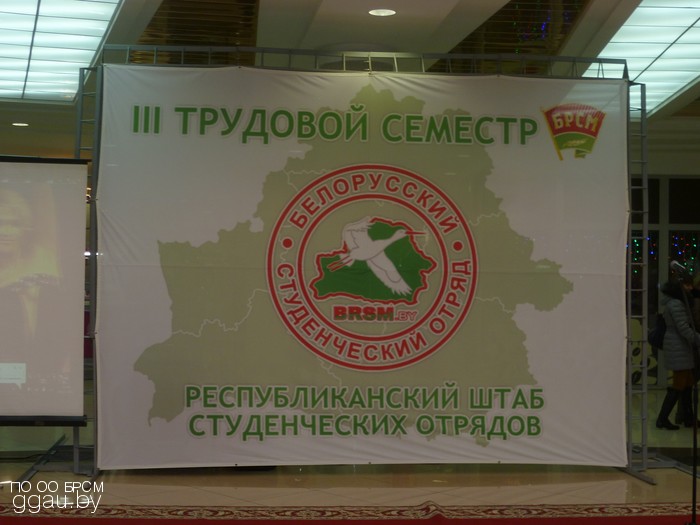 III ТРУДОВОЙ СЕМЕСТР
БРСМ
БЕЛОРУССКИЙ
СТУДЕНЧЕСКИЙ ОТРЯД
BRSM.BY
РЕСПУБЛИКАНСКИЙ ШТАБ
СТУДЕНЧЕСКИХ ОТРЯДОВ
ПО ОО БРСМ
ggau.by